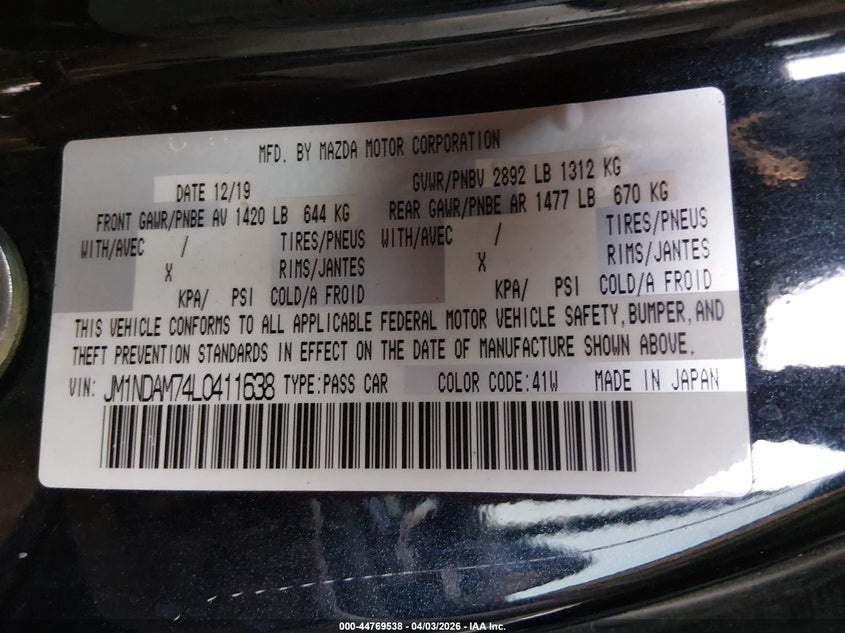 MFD. BY MAZDA MOTOR CORPORATION
DATE 12/19 GVWR/PNBV 2892 LB 1312 KG
FRONT GAWR/PNBE AV 1420 LB 644 KG REAR GAWR/PNBE AR 1477 LB 670 KG
WITH/AVEC / TIRES/PNEUS WITH/AVEC / TIRES/PNEUS
X RIMS/JANTES X RIMS/JANTES
KPA/ PSI COLD/A FROID KPA/ PSI COLD/A FROID
THIS VEHICLE CONFORMS TO ALL APPLICABLE FEDERAL MOTOR VEHICLE SAFETY, BUMPER, AND
THEFT PREVENTION STANDARDS IN EFFECT ON THE DATE OF MANUFACTURE SHOWN ABOVE.
VIN: JM1NDAM74L0411638 TYPE:PASS CAR COLOR CODE:41W MADE IN JAPAN
000-44769538 - 04/03/2026 - IAA Inc.